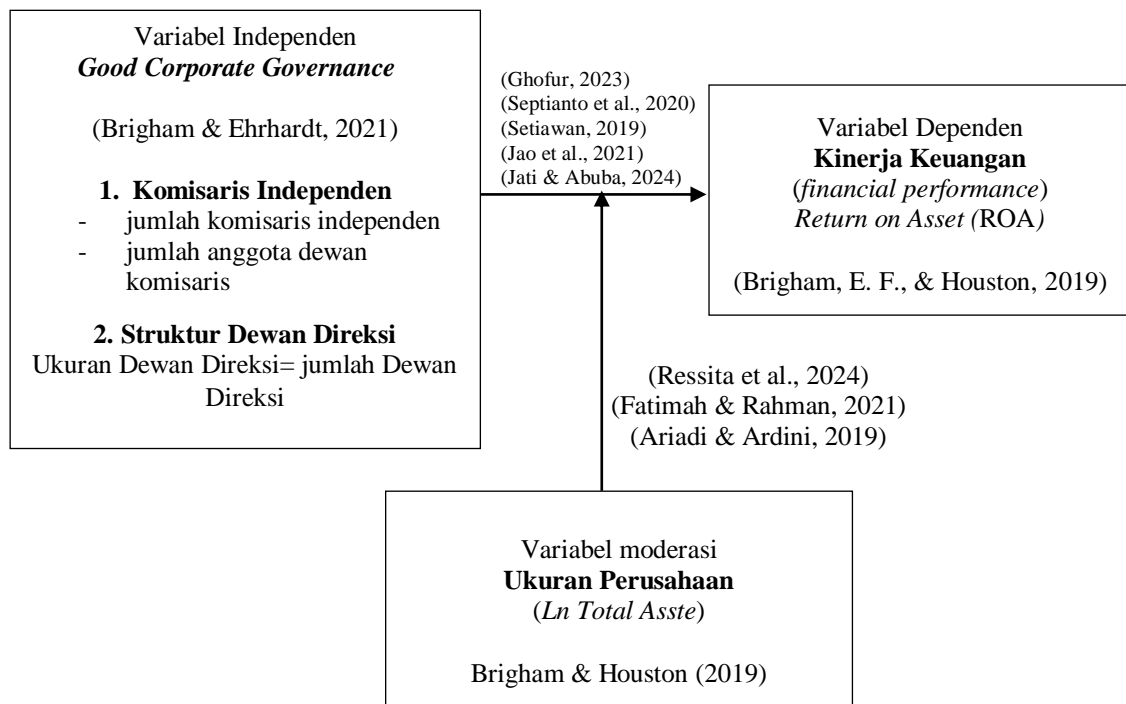 Variabel Independen
Good Corporate Governance
(Brigham & Ehrhardt, 2021)
1. Komisaris Independen
- jumlah komisaris independen
- jumlah anggota dewan
komisaris
2. Struktur Dewan Direksi
Ukuran Dewan Direksi= jumlah Dewan
Direksi
(Ghofur, 2023)
(Septianto et al., 2020)
(Setiawan, 2019)
(Jao et al., 2021)
(Jati & Abuba, 2024)
Variabel Dependen
Kinerja Keuangan
(financial performance)
Return on Asset (ROA)
(Brigham, E. F., & Houston, 2019)
(Ressita et al., 2024)
(Fatimah & Rahman, 2021)
(Ariadi & Ardini, 2019)
Variabel moderasi
Ukuran Perusahaan
(Ln Total Asste)
Brigham & Houston (2019)